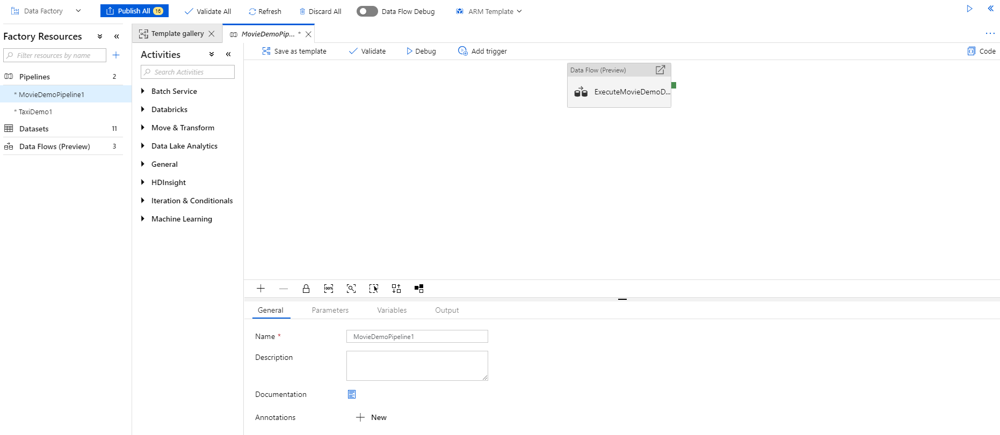 Data Factory
Publish All 16
Validate All
Refresh
Discard All
Data Flow Debug
ARM Template
Factory Resources
Filter resources by name
Pipelines 2
* MovieDemoPipeline1
* TaxiDemo1
Datasets 11
Data Flows (Preview) 3
Template gallery
MovieDemoPip... *
Activities
Search Activities
Batch Service
Databricks
Move & Transform
Data Lake Analytics
General
HDInsight
Iteration & Conditionals
Machine Learning
Save as template
Validate
Debug
Add trigger
Code
Data Flow (Preview)
ExecuteMovieDemoD...
100%
General
Parameters
Variables
Output
Name *
MovieDemoPipeline1
Description
Documentation
Annotations
New